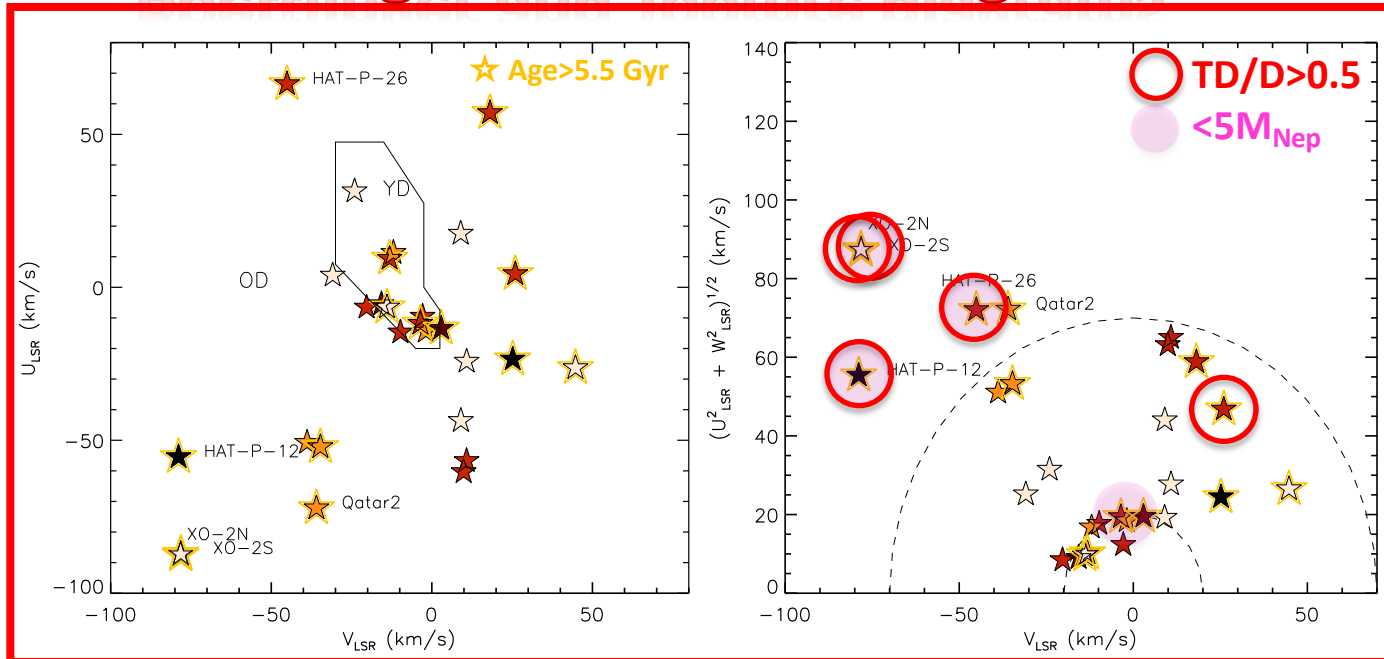 HAT-P-26
Age>5.5 Gyr
YD
OD
HAT-P-12
Qatar2
XO-2N
XO-2S
50
0
-50
-100
-100
-50
0
50
U_LSR (km/s)
V_LSR (km/s)
TD/D>0.5
<5M_Nep
XO-2N
XO-2S
HAT-P-26
Qatar2
HAT-P-12
140
120
100
80
60
40
20
0
-100
-50
0
50
(U²_LSR + W²_LSR)^1/2 (km/s)
V_LSR (km/s)